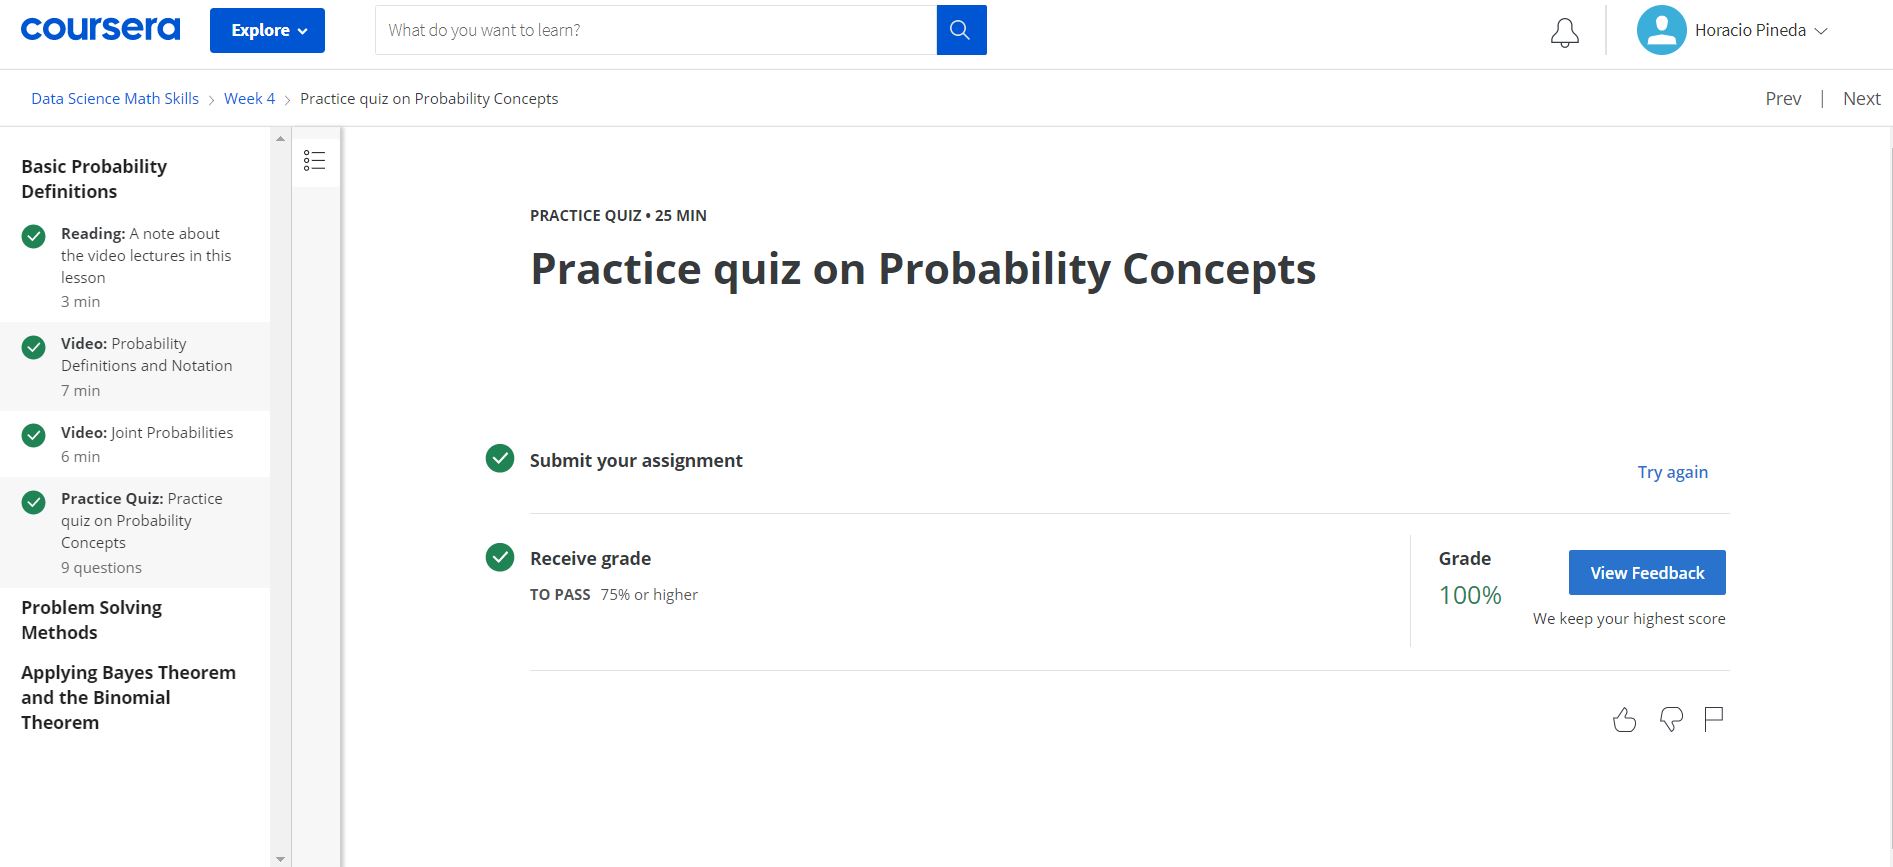 coursera
Explore
What do you want to learn?
Horacio Pineda
Data Science Math Skills > Week 4 > Practice quiz on Probability Concepts
Prev | Next
Basic Probability
Definitions
Reading: A note about
the video lectures in this
lesson
3 min
Video: Probability
Definitions and Notation
7 min
Video: Joint Probabilities
6 min
Practice Quiz: Practice
quiz on Probability
Concepts
9 questions
Problem Solving
Methods
Applying Bayes Theorem
and the Binomial
Theorem
PRACTICE QUIZ • 25 MIN
Practice quiz on Probability Concepts
Submit your assignment
Try again
Receive grade
TO PASS 75% or higher
Grade
100%
View Feedback
We keep your highest score